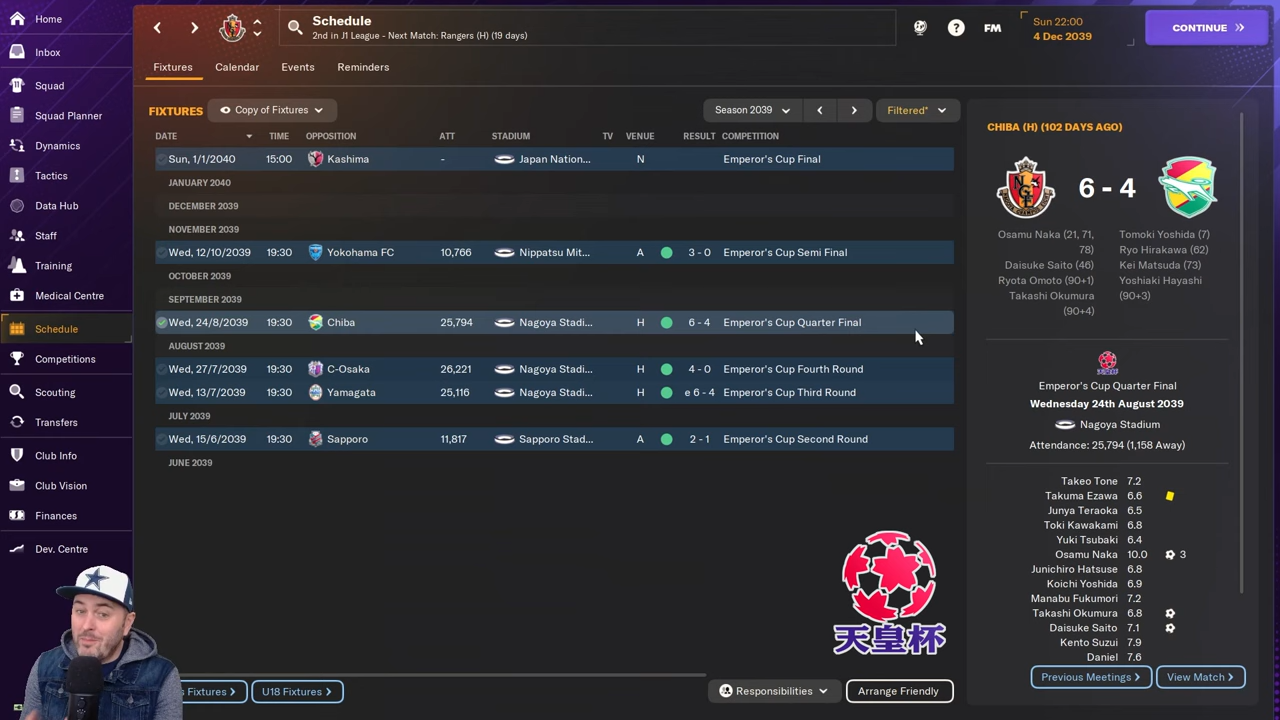 Home
Inbox
Squad
Squad Planner
Dynamics
Tactics
Data Hub
Staff
Training
Medical Centre
Schedule
Competitions
Scouting
Transfers
Club Info
Club Vision
Finances
Dev. Centre
Schedule
2nd in J1 League - Next Match: Rangers (H) (19 days)
?
FM
Sun 22:00
4 Dec 2039
CONTINUE
Fixtures Calendar Events Reminders
FIXTURES Copy of Fixtures Season 2039 Filtered*
DATE TIME OPPOSITION ATT STADIUM TV VENUE RESULT COMPETITION
Sun, 1/1/2040 15:00 Kashima - Japan Nation... N Emperor's Cup Final
JANUARY 2040
DECEMBER 2039
NOVEMBER 2039
Wed, 12/10/2039 19:30 Yokohama FC 10,766 Nippatsu Mit... A 3 - 0 Emperor's Cup Semi Final
OCTOBER 2039
SEPTEMBER 2039
Wed, 24/8/2039 19:30 Chiba 25,794 Nagoya Stadi... H 6 - 4 Emperor's Cup Quarter Final
AUGUST 2039
Wed, 27/7/2039 19:30 C-Osaka 26,221 Nagoya Stadi... H 4 - 0 Emperor's Cup Fourth Round
Wed, 13/7/2039 19:30 Yamagata 25,116 Nagoya Stadi... H e 6 - 4 Emperor's Cup Third Round
JULY 2039
Wed, 15/6/2039 19:30 Sapporo 11,817 Sapporo Stad... A 2 - 1 Emperor's Cup Second Round
JUNE 2039
天皇杯
s Fixtures > U18 Fixtures >
Responsibilities
Arrange Friendly
CHIBA (H) (102 DAYS AGO)
6 - 4
Osamu Naka (21, 71,
78)
Daisuke Saito (46)
Ryota Omoto (90+1)
Takashi Okumura
(90+4)
Tomoki Yoshida (7)
Ryo Hirakawa (62)
Kei Matsuda (73)
Yoshiaki Hayashi
(90+3)
Emperor's Cup Quarter Final
Wednesday 24th August 2039
Nagoya Stadium
Attendance: 25,794 (1,158 Away)
Takeo Tone 7.2
Takuma Ezawa 6.6
Junya Teraoka 6.5
Toki Kawakami 6.8
Yuki Tsubaki 6.4
Osamu Naka 10.0 3
Junichiro Hatsuse 6.8
Koichi Yoshida 6.9
Manabu Fukumori 7.2
Takashi Okumura 6.8
Daisuke Saito 7.1
Kento Suzui 7.9
Daniel 7.6
Previous Meetings > View Match >